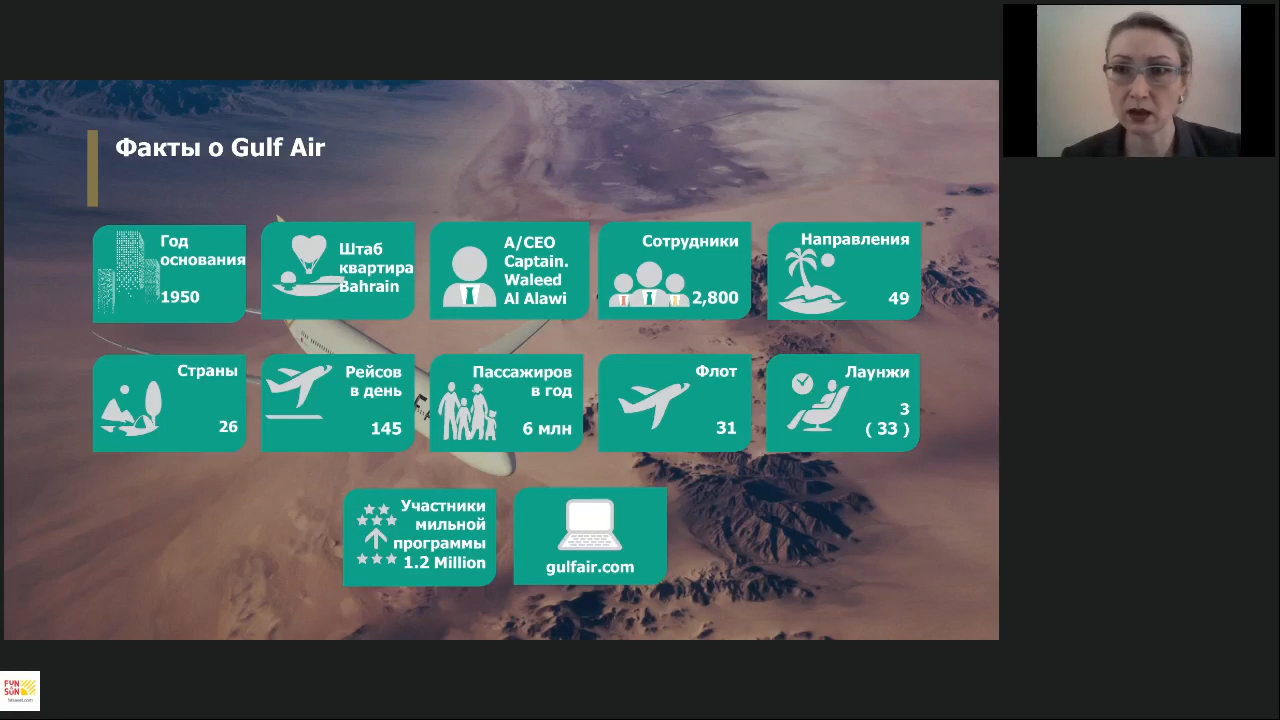 Факты о Gulf Air
Год
основания
1950
Штаб
квартира
Bahrain
A/CEO
Captain.
Waleed
Al Alawi
Сотрудники
2,800
Направления
49
Страны
26
Рейсов
в день
145
Пассажиров
в год
6 млн
Флот
31
Лаунжи
3
( 33 )
Участники
мильной
программы
1.2 Million
gulfair.com
FUN
SUN